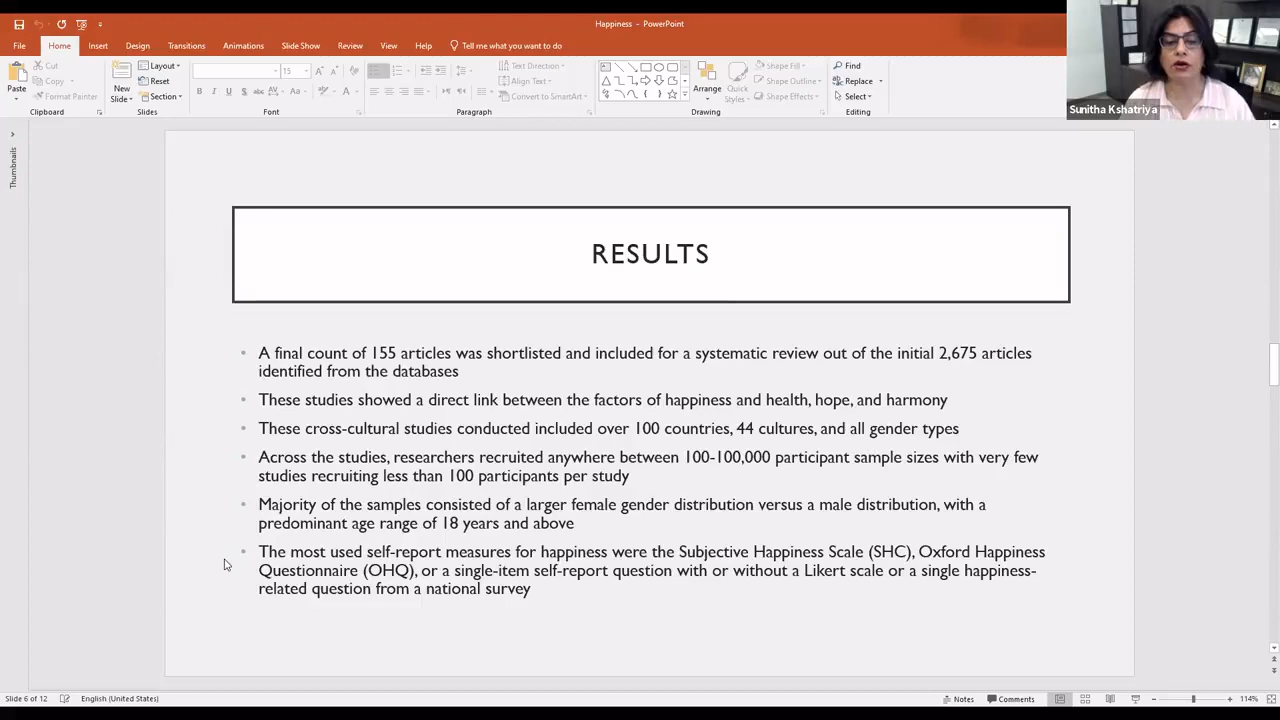 Happiness - PowerPoint
File Home Insert Design Transitions Animations Slide Show Review View Help Tell me what you want to do
Cut
Copy
Format Painter
Paste
Clipboard
New
Slide
Layout
Reset
Section
Slides
15
Font
Paragraph
Text Direction
Align Text
Convert to SmartArt
Arrange
Quick
Styles
Shape Fill
Shape Outline
Shape Effects
Drawing
Find
Replace
Select
Editing
Sunitha Kshatriya
Thumbnails
RESULTS
• A final count of 155 articles was shortlisted and included for a systematic review out of the initial 2,675 articles
identified from the databases
• These studies showed a direct link between the factors of happiness and health, hope, and harmony
• These cross-cultural studies conducted included over 100 countries, 44 cultures, and all gender types
• Across the studies, researchers recruited anywhere between 100-100,000 participant sample sizes with very few
studies recruiting less than 100 participants per study
• Majority of the samples consisted of a larger female gender distribution versus a male distribution, with a
predominant age range of 18 years and above
• The most used self-report measures for happiness were the Subjective Happiness Scale (SHC), Oxford Happiness
Questionnaire (OHQ), or a single-item self-report question with or without a Likert scale or a single happiness-
related question from a national survey
Slide 6 of 12 English (United States) Notes Comments 114%